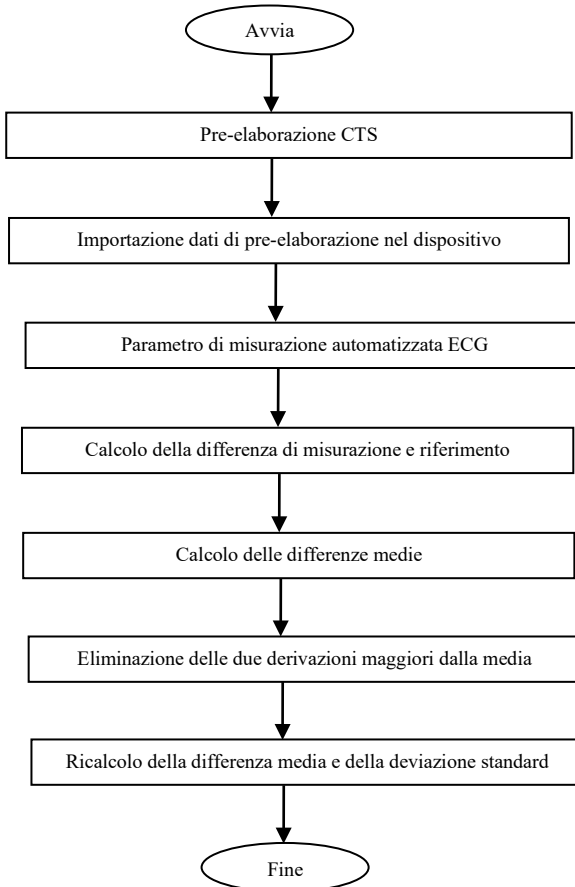 Avvia
Pre-elaborazione CTS
Importazione dati di pre-elaborazione nel dispositivo
Parametro di misurazione automatizzata ECG
Calcolo della differenza di misurazione e riferimento
Calcolo delle differenze medie
Eliminazione delle due derivazioni maggiori dalla media
Ricalcolo della differenza media e della deviazione standard
Fine